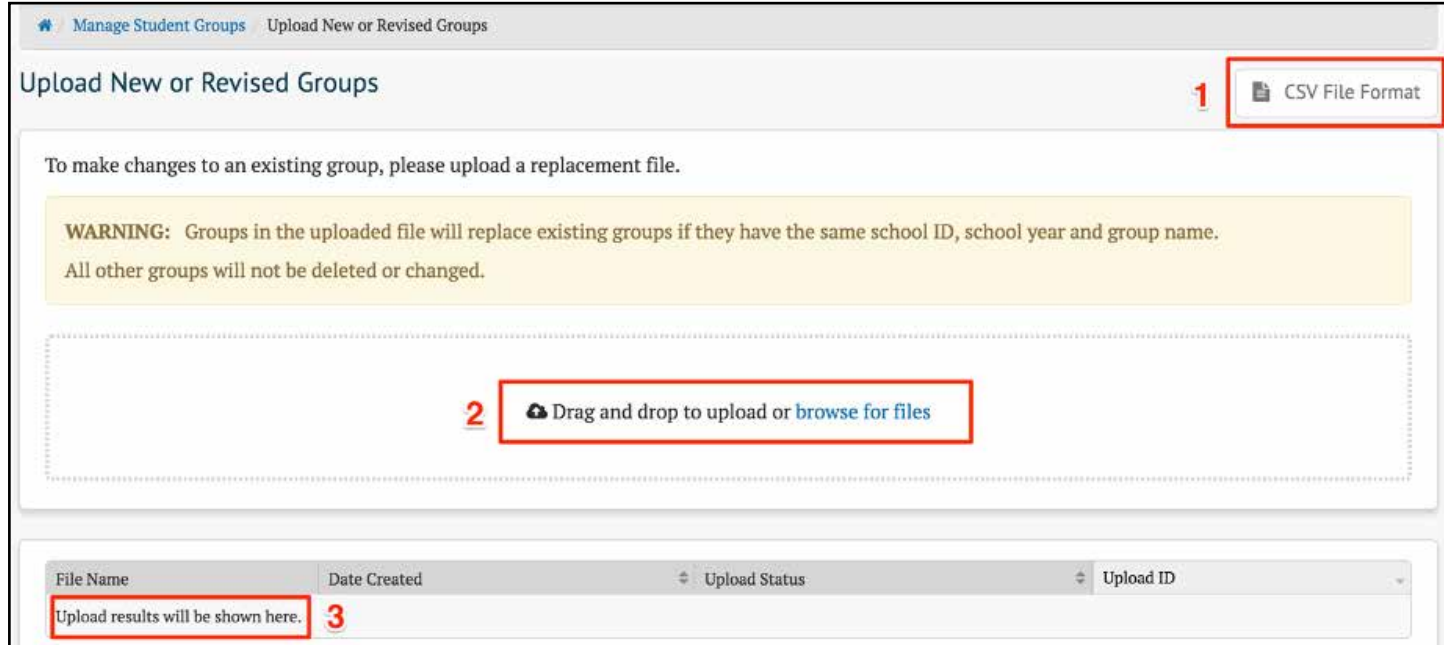 Manage Student Groups / Upload New or Revised Groups
Upload New or Revised Groups
1
CSV File Format
To make changes to an existing group, please upload a replacement file.
WARNING: Groups in the uploaded file will replace existing groups if they have the same school ID, school year and group name.
All other groups will not be deleted or changed.
2
Drag and drop to upload or browse for files
File Name Date Created Upload Status Upload ID
Upload results will be shown here.
3